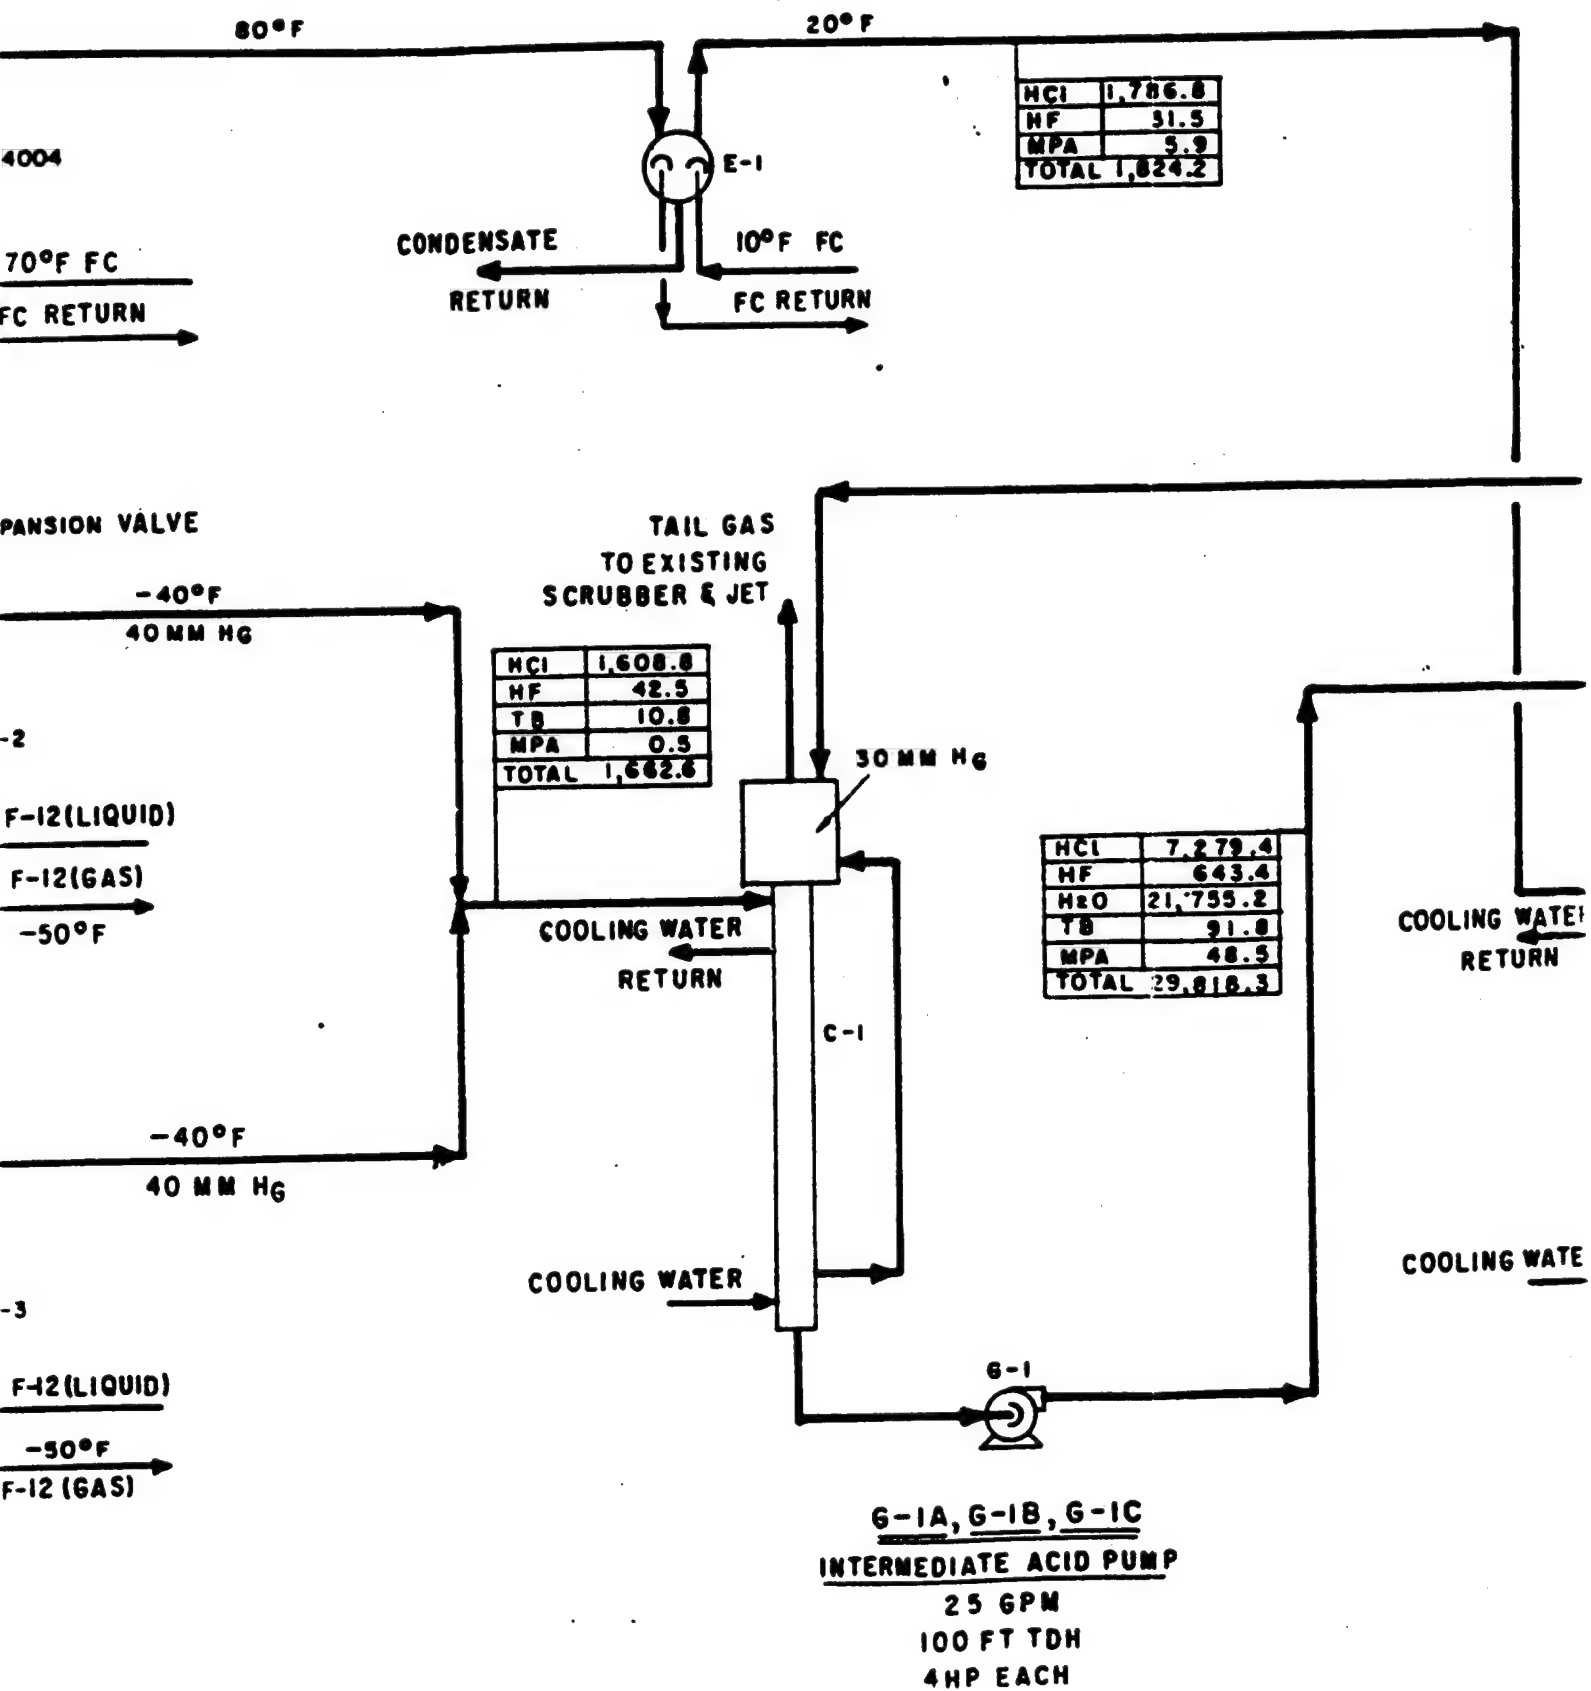 80°F
20°F
HCl 1,786.8
HF 31.5
MPA 5.9
TOTAL 1,824.2
4004
E-1
70°F FC
FC RETURN
CONDENSATE
RETURN
10°F FC
FC RETURN
PANSION VALVE
TAIL GAS
TO EXISTING
SCRUBBER & JET
-40°F
40 MM HG
HCl 1,608.8
HF 42.5
TB 10.8
MPA 0.5
TOTAL 1,662.6
-2
30 MM HG
F-12(LIQUID)
F-12(GAS)
-50°F
HCl 7,279.4
HF 643.4
H2O 21,755.2
TB 91.8
MPA 48.5
TOTAL 29,818.3
COOLING WATER
RETURN
COOLING WATE
RETURN
C-1
-40°F
40 MM HG
COOLING WATER
COOLING WATE
-3
G-1
F-12(LIQUID)
-50°F
F-12(GAS)
G-1A, G-1B, G-1C
INTERMEDIATE ACID PUMP
25 GPM
100 FT TDH
4HP EACH